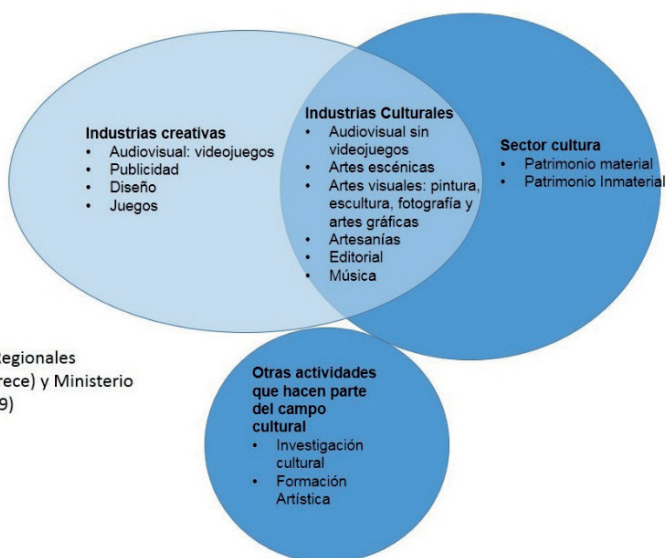 Industrias creativas
• Audiovisual: videojuegos
• Publicidad
• Diseño
• Juegos
Industrias Culturales
• Audiovisual sin
videojuegos
• Artes escénicas
• Artes visuales: pintura,
escultura, fotografía y
artes gráficas
• Artesanías
• Editorial
• Música
Sector cultura
• Patrimonio material
• Patrimonio Inmaterial
Regionales
rece) y Ministerio
9)
Otras actividades
que hacen parte
del campo
cultural
• Investigación
cultural
• Formación
Artística